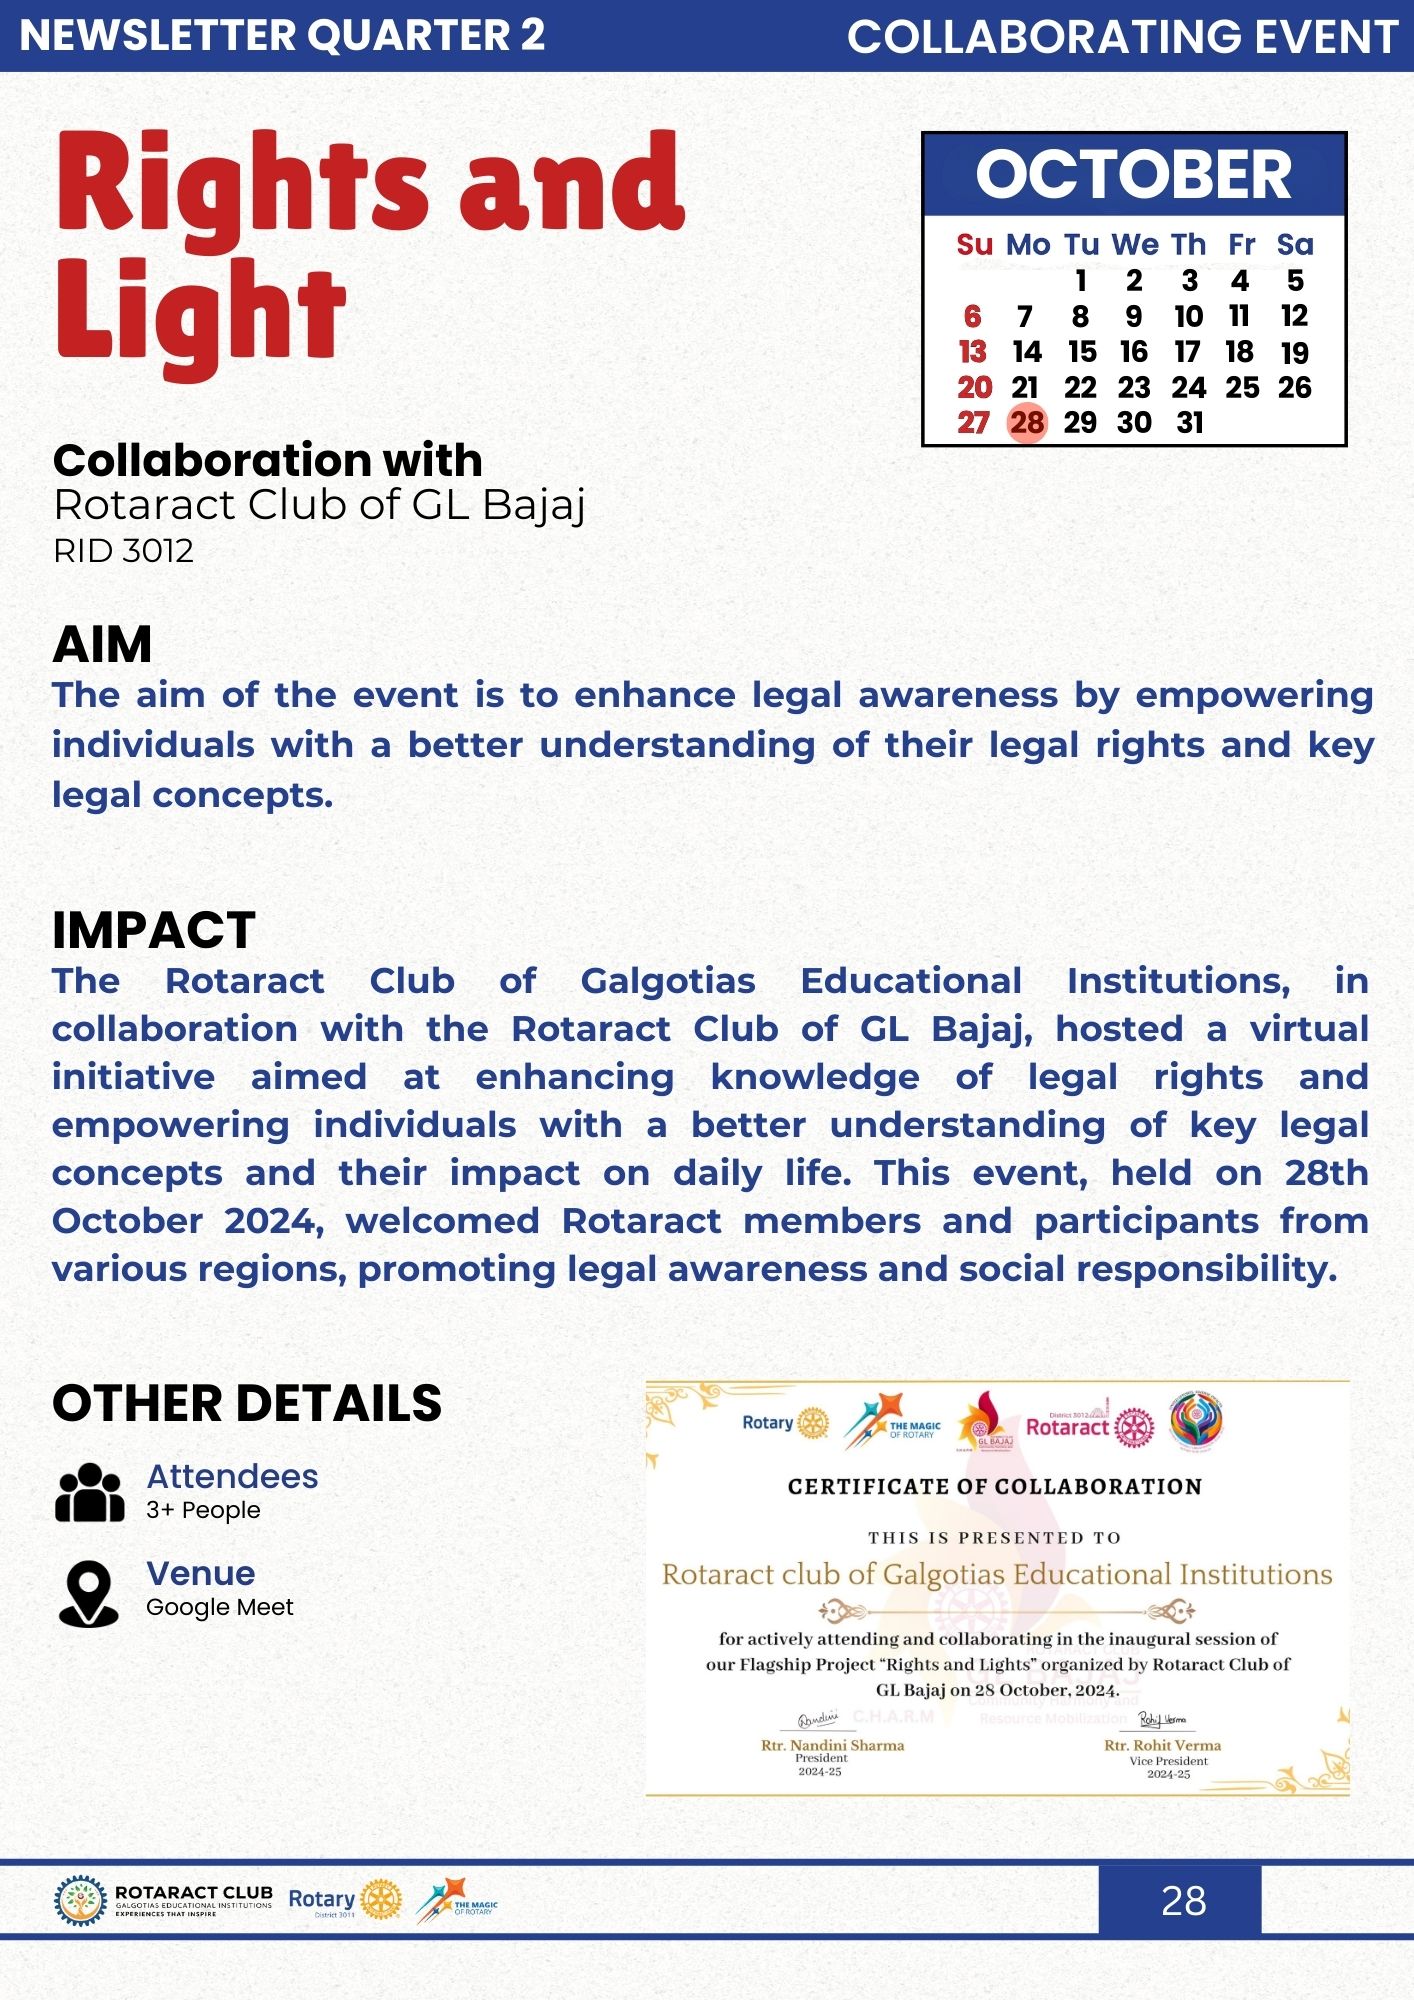 NEWSLETTER QUARTER 2
COLLABORATING EVENT
Rights and
Light
OCTOBER
Su Mo Tu We Th Fr Sa
1 2 3 4 5
6 7 8 9 10 11 12
13 14 15 16 17 18 19
20 21 22 23 24 25 26
27 28 29 30 31
Collaboration with
Rotaract Club of GL Bajaj
RID 3012
AIM
The aim of the event is to enhance legal awareness by empowering
individuals with a better understanding of their legal rights and key
legal concepts.
IMPACT
The Rotaract Club of Galgotias Educational Institutions, in
collaboration with the Rotaract Club of GL Bajaj, hosted a virtual
initiative aimed at enhancing knowledge of legal rights and
empowering individuals with a better understanding of key legal
concepts and their impact on daily life. This event, held on 28th
October 2024, welcomed Rotaract members and participants from
various regions, promoting legal awareness and social responsibility.
OTHER DETAILS
Attendees
3+ People
Venue
Google Meet
Rotary
THE MAGIC
OF ROTARY
GL BAJAJ
District 3012
Rotaract
CERTIFICATE OF COLLABORATION
THIS IS PRESENTED TO
Rotaract club of Galgotias Educational Institutions
for actively attending and collaborating in the inaugural session of
our Flagship Project “Rights and Lights” organized by Rotaract Club of
GL Bajaj on 28 October, 2024.
GL BAJAJ
Community Harmony and
C.H.A.R.M Resource Mobilization
Nandini
Rohit Verma
Rtr. Nandini Sharma
President
2024-25
Rtr. Rohit Verma
Vice President
2024-25
ROTARACT CLUB
GALGOTIAS EDUCATIONAL INSTITUTIONS
EXPERIENCES THAT INSPIRE
Rotary
District 3011
THE MAGIC
OF ROTARY
28